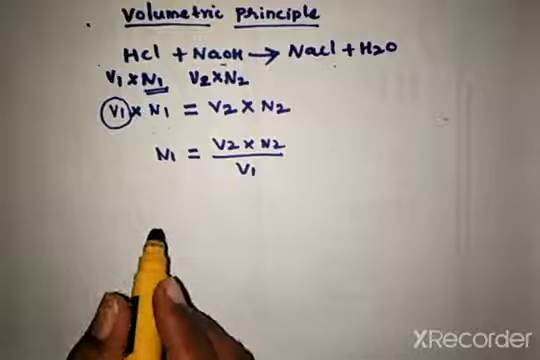 Volumetric Principle
Hcl + NaOH → Nacl + H2O
V1 × N1 V2 × N2
V1 × N1 = V2 × N2
N1 = V2 × N2 / V1
XRecorder